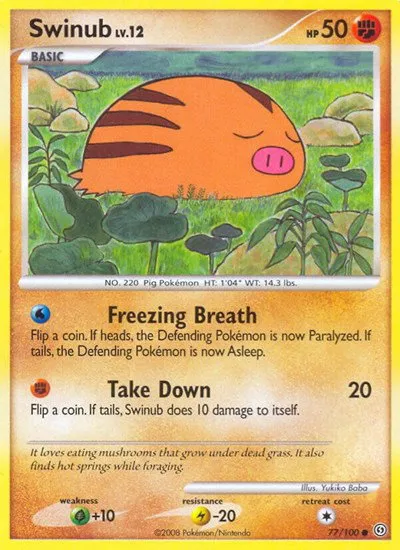 Swinub LV.12
HP 50
BASIC
NO. 220 Pig Pokémon HT: 1'04" WT: 14.3 lbs.
Freezing Breath
Flip a coin. If heads, the Defending Pokémon is now Paralyzed. If
tails, the Defending Pokémon is now Asleep.
Take Down 20
Flip a coin. If tails, Swinub does 10 damage to itself.
It loves eating mushrooms that grow under dead grass. It also
finds hot springs while foraging.
Illus. Yukiko Baba
weakness resistance retreat cost
+10 -20
©2008 Pokémon/Nintendo 77/100